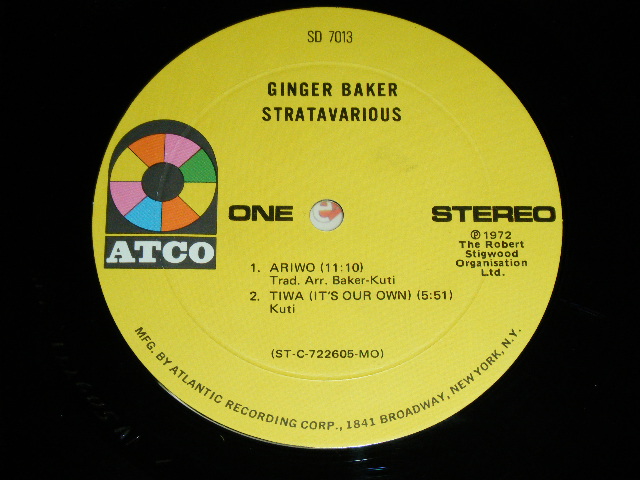 SD 7013
GINGER BAKER
STRATAVARIOUS
ATCO
ONE
STEREO
℗ 1972
The Robert
Stigwood
Organisation
Ltd.
1. ARIWO (11:10)
Trad. Arr. Baker-Kuti
2. TIWA (IT'S OUR OWN) (5:51)
Kuti
(ST-C-722605-MO)
MFG. BY ATLANTIC RECORDING CORP., 1841 BROADWAY, NEW YORK, N.Y.